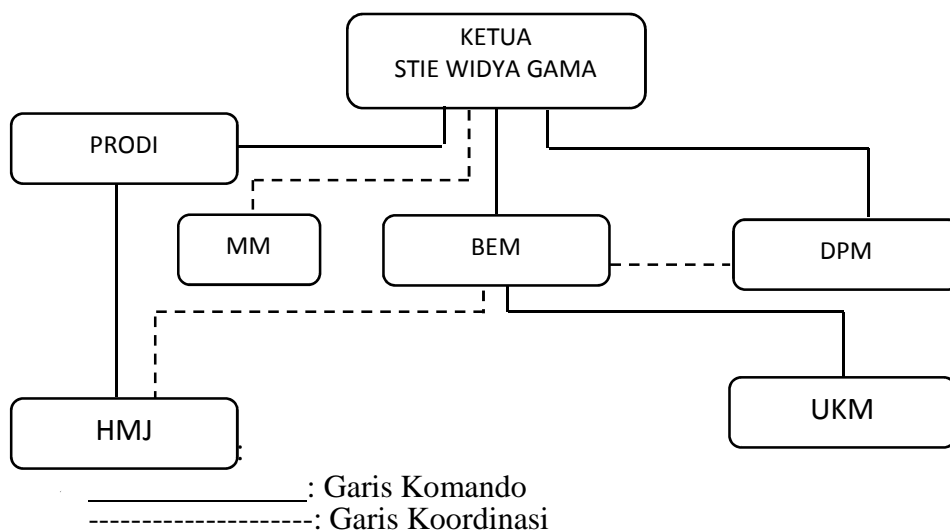 KETUA
STIE WIDYA GAMA
PRODI
MM
BEM
DPM
HMJ
UKM
:
: Garis Komando
----------------------: Garis Koordinasi